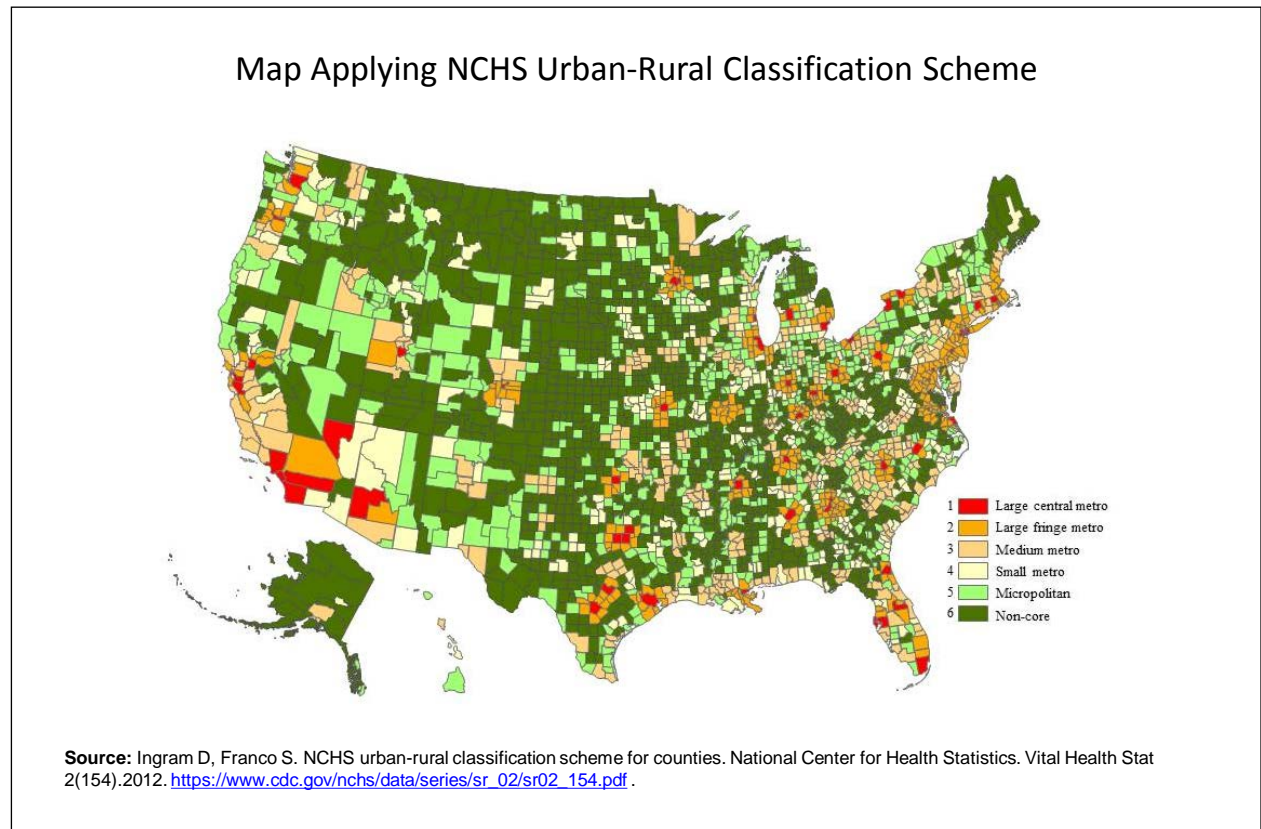 Map Applying NCHS Urban-Rural Classification Scheme
1 Large central metro
2 Large fringe metro
3 Medium metro
4 Small metro
5 Micropolitan
6 Non-core
Source: Ingram D, Franco S. NCHS urban-rural classification scheme for counties. National Center for Health Statistics. Vital Health Stat
2(154).2012. https://www.cdc.gov/nchs/data/series/sr_02/sr02_154.pdf .